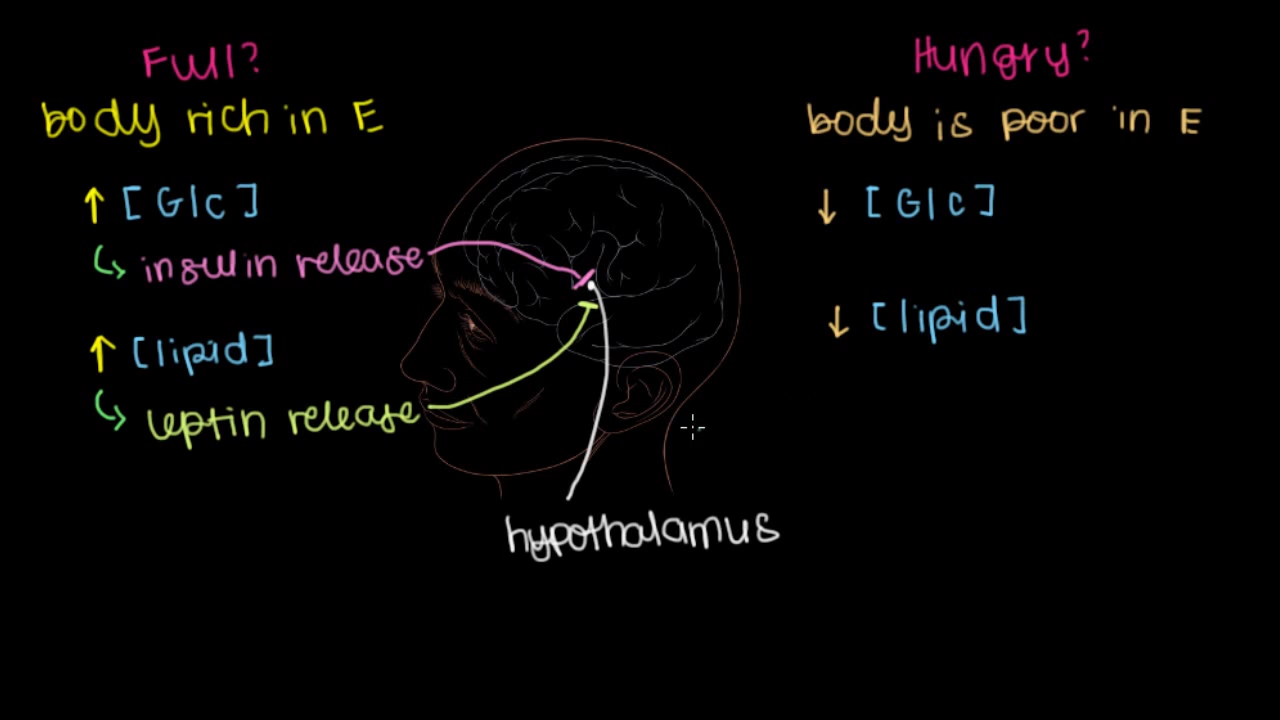 Full?
body rich in E
↑ [Glc]
↳ insulin release
↑ [lipid]
↳ leptin release
hypothalamus
Hungry?
body is poor in E
↓ [Glc]
↓ [lipid]